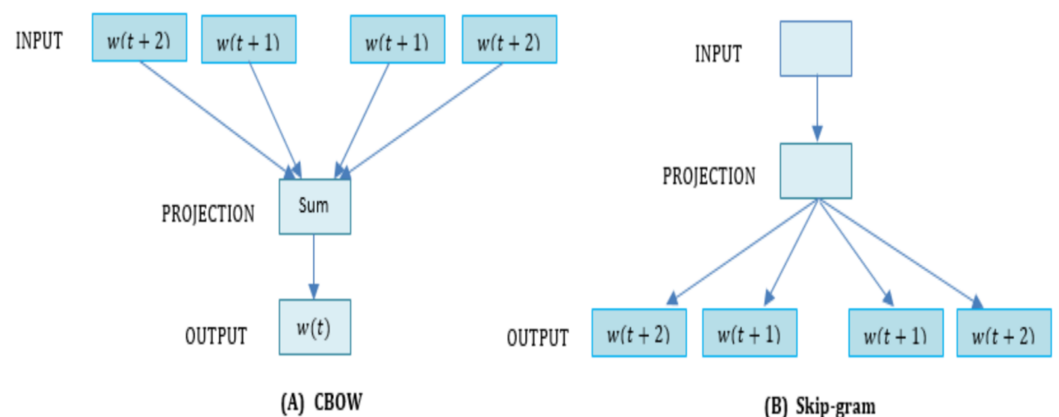 INPUT w(t + 2) w(t + 1) w(t + 1) w(t + 2)
PROJECTION Sum
OUTPUT w(t)
(A) CBOW
INPUT
PROJECTION
OUTPUT w(t + 2) w(t + 1) w(t + 1) w(t + 2)
(B) Skip-gram